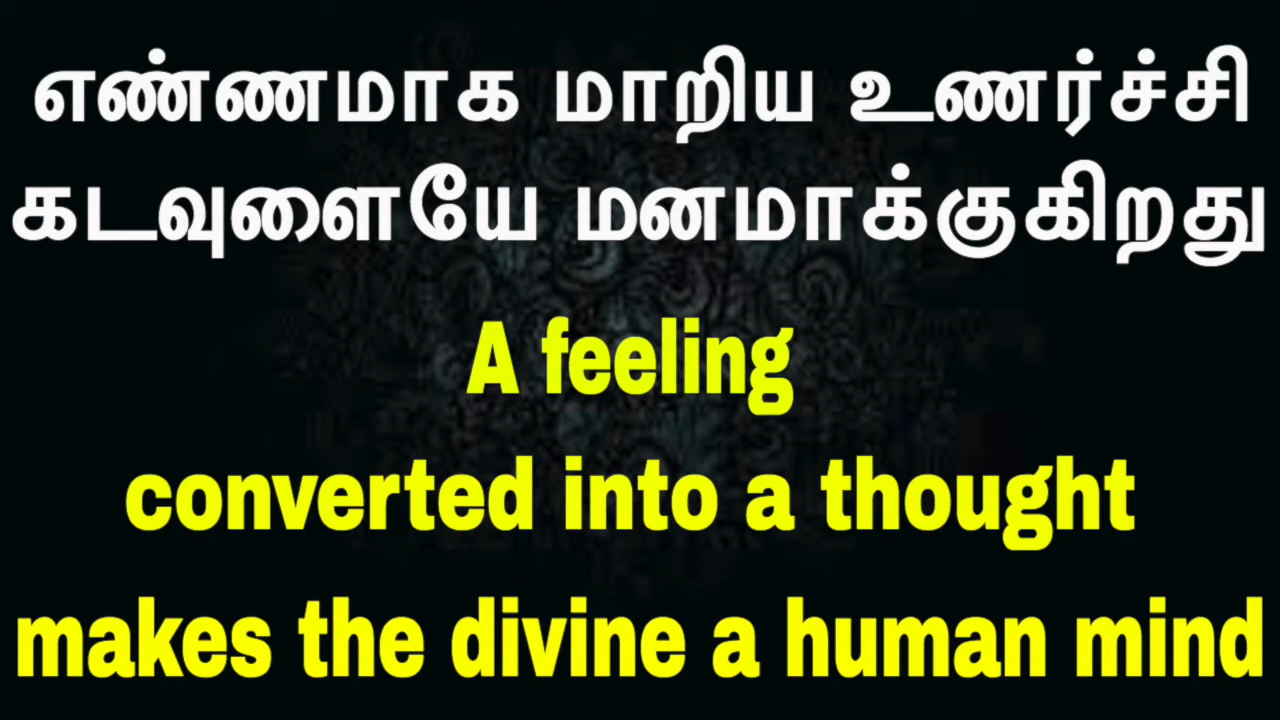 எண்ணமாக மாறிய உணர்ச்சி
கடவுளையே மனமாக்குகிறது
A feeling
converted into a thought
makes the divine a human mind